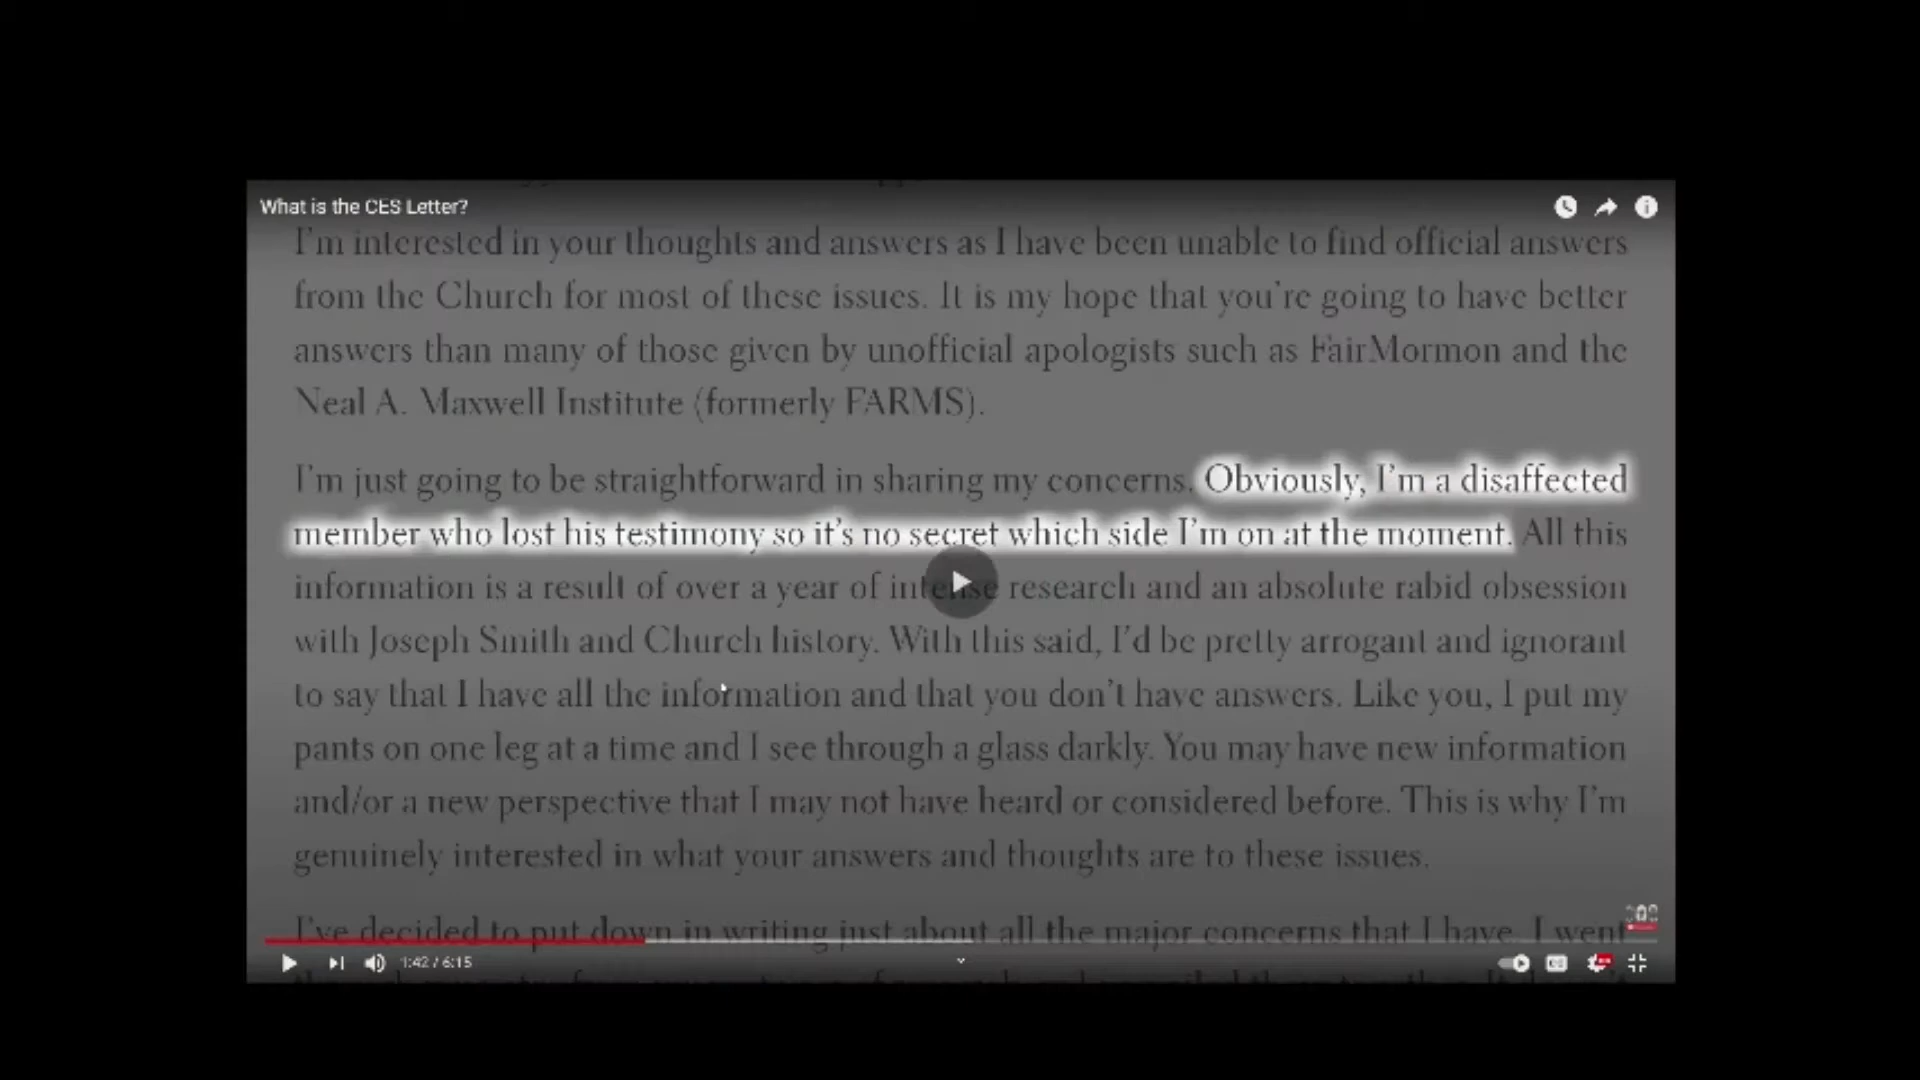 What is the CES Letter?
I'm interested in your thoughts and answers as I have been unable to find official answers
from the Church for most of these issues. It is my hope that you're going to have better
answers than many of those given by unofficial apologists such as FairMormon and the
Neal A. Maxwell Institute (formerly FARMS).
I'm just going to be straightforward in sharing my concerns. Obviously, I'm a disaffected
member who lost his testimony so it's no secret which side I'm on at the moment. All this
information is a result of over a year of intense research and an absolute rabid obsession
with Joseph Smith and Church history. With this said, I'd be pretty arrogant and ignorant
to say that I have all the information and that you don't have answers. Like you, I put my
pants on one leg at a time and I see through a glass darkly. You may have new information
and/or a new perspective that I may not have heard or considered before. This is why I'm
genuinely interested in what your answers and thoughts are to these issues.
I've decided to put down in writing just about all the major concerns that I have. I went
1:42 / 6:15